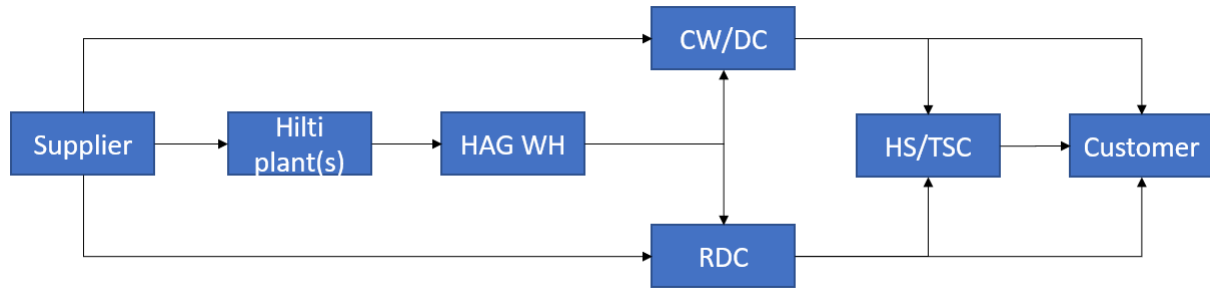 CW/DC
Supplier
Hilti
plant(s)
HAG WH
HS/TSC
Customer
RDC